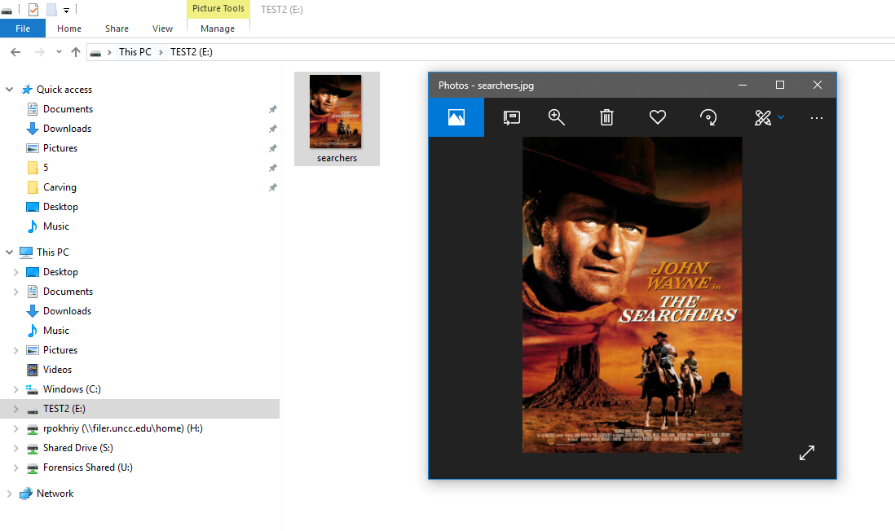 Picture Tools
TEST2 (E:)
File
Home
Share
View
Manage
This PC
TEST2 (E:)
Quick access
Documents
Downloads
Pictures
5
Carving
Desktop
Music
This PC
Desktop
Documents
Downloads
Music
Pictures
Videos
Windows (C:)
TEST2 (E:)
rpokhriy (\\filer.uncc.edu\home) (H:)
Shared Drive (S:)
Forensics Shared (U:)
Network
searchers
Photos - searchers.jpg
JOHN
WAYNE in
THE
SEARCHERS